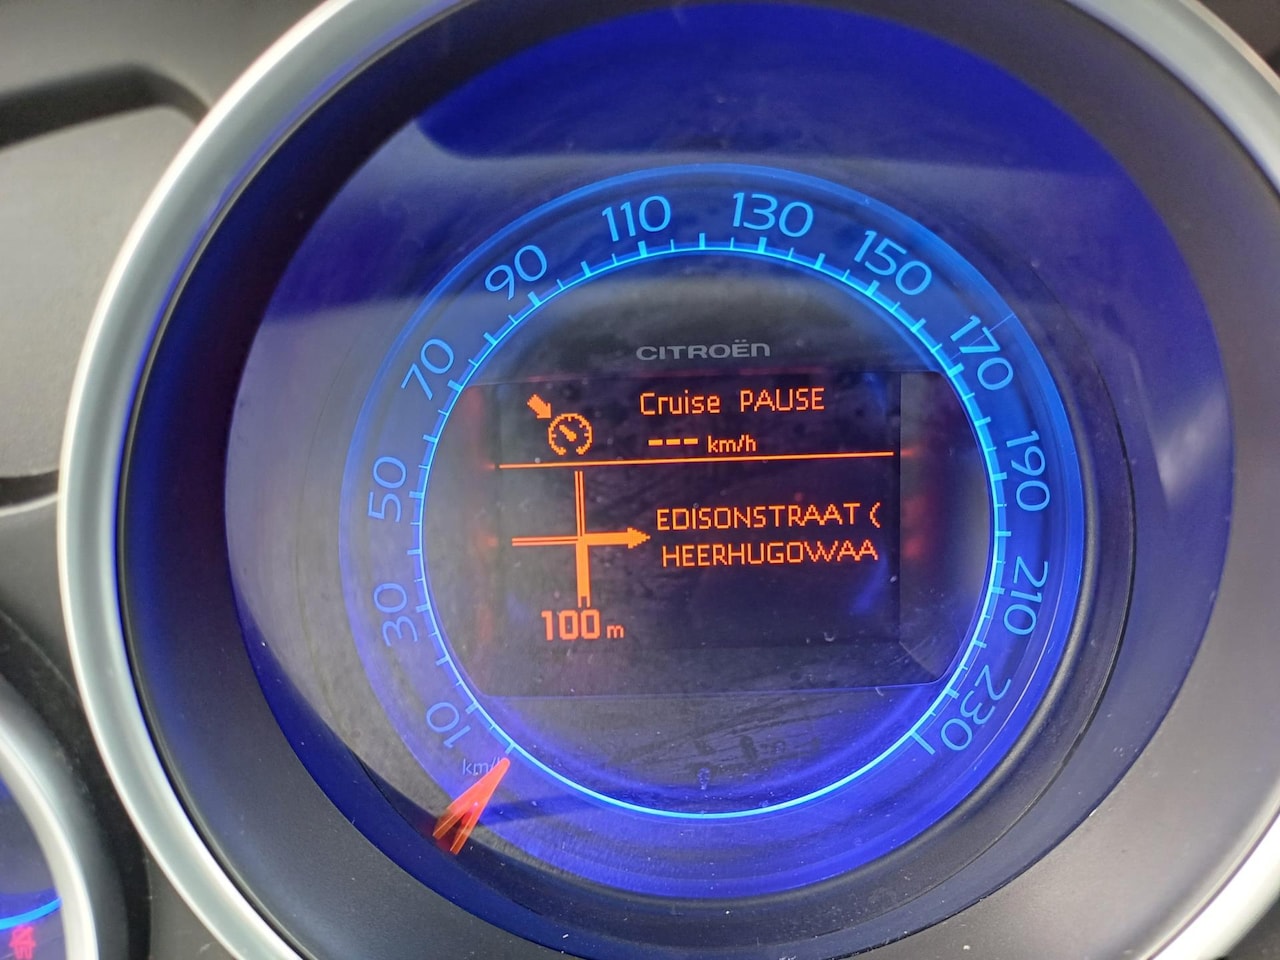 10
30
50
70
90
110
130
150
170
190
210
230
km/h
CITROËN
Cruise PAUSE
--- km/h
EDISONSTRAAT (
HEERHUGOWAA
100 m